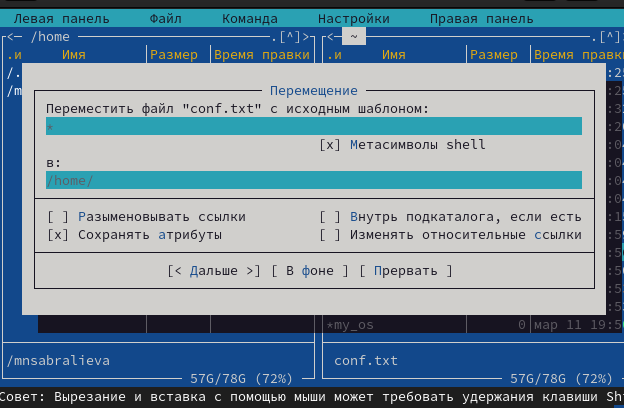 Левая панель Файл Команда Настройки Правая панель
<─ /home .[^]> <─ ~ .[^]
.и Имя Размер Время правки .и Имя Размер Время правк
/.
/m
Перемещение
Переместить файл "conf.txt" с исходным шаблоном:
*
[x] Метасимволы shell
в:
/home/
[ ] Разыменовывать ссылки [ ] Внутрь подкаталога, если есть
[x] Сохранять атрибуты [ ] Изменять относительные ссылки
[< Дальше >] [ В фоне ] [ Прервать ]
*my_os 0 мар 11 19:5
/mnsabralieva conf.txt
57G/78G (72%) 57G/78G (72%)
Совет: Вырезание и вставка с помощью мыши может требовать удержания клавиши Sh